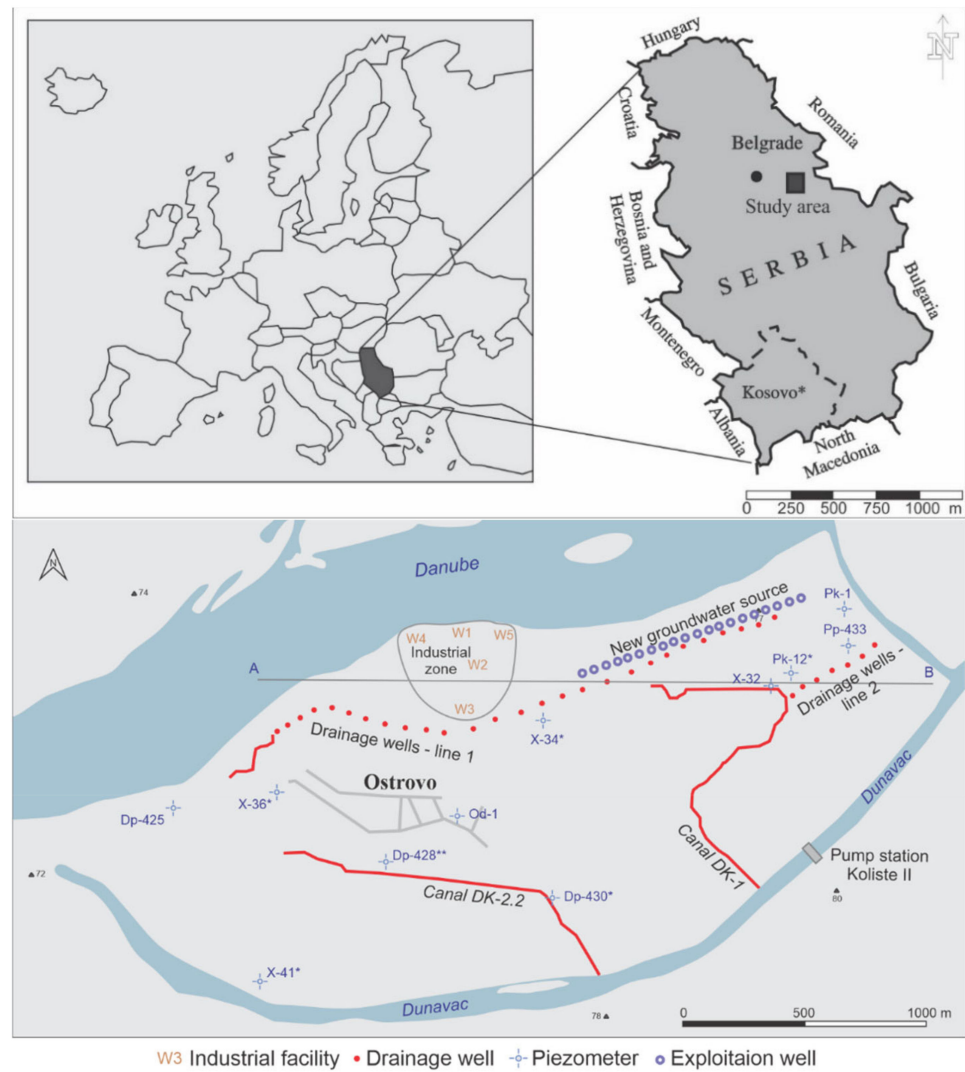 Hungary
N
Croatia
Romania
Belgrade
Study area
Bosnia and
Herzegovina
SERBIA
Bulgaria
Montenegro
Kosovo*
Albania
North
Macedonia
0 250 500 750 1000 m
N
Danube
74
New groundwater source
Pk-1
W4 W1 W5
Industrial
zone
W2
77
Pp-433
A
Pk-12*
X-32
B
W3
Drainage wells -
line 2
Drainage wells - line 1
X-34*
Ostrovo
X-36*
Dp-425
Od-1
Dunavac
Dp-428**
Canal DK-1
Pump station
Koliste II
72
Canal DK-2.2
Dp-430*
80
X-41*
Dunavac
78
0 500 1000 m
W3 Industrial facility Drainage well Piezometer Exploitaion well